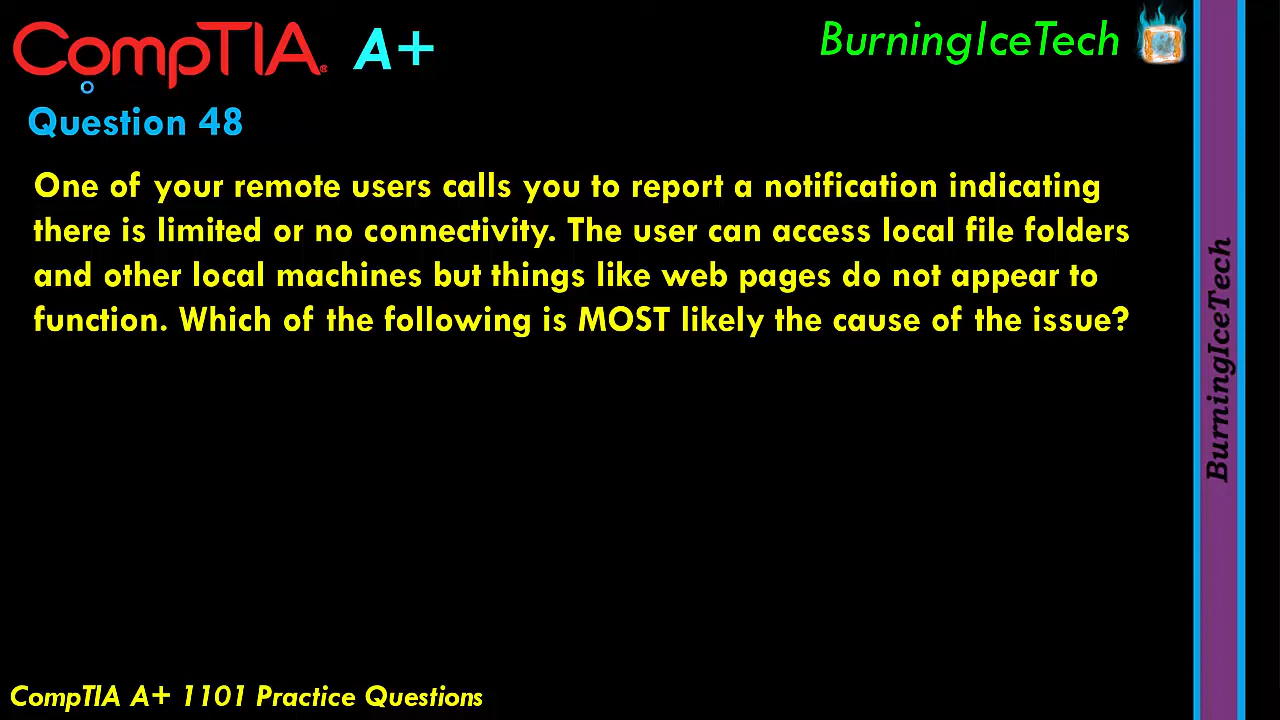 CompTIA® A+
BurningIceTech
Question 48
One of your remote users calls you to report a notification indicating
there is limited or no connectivity. The user can access local file folders
and other local machines but things like web pages do not appear to
function. Which of the following is MOST likely the cause of the issue?
BurningIceTech
CompTIA A+ 1101 Practice Questions